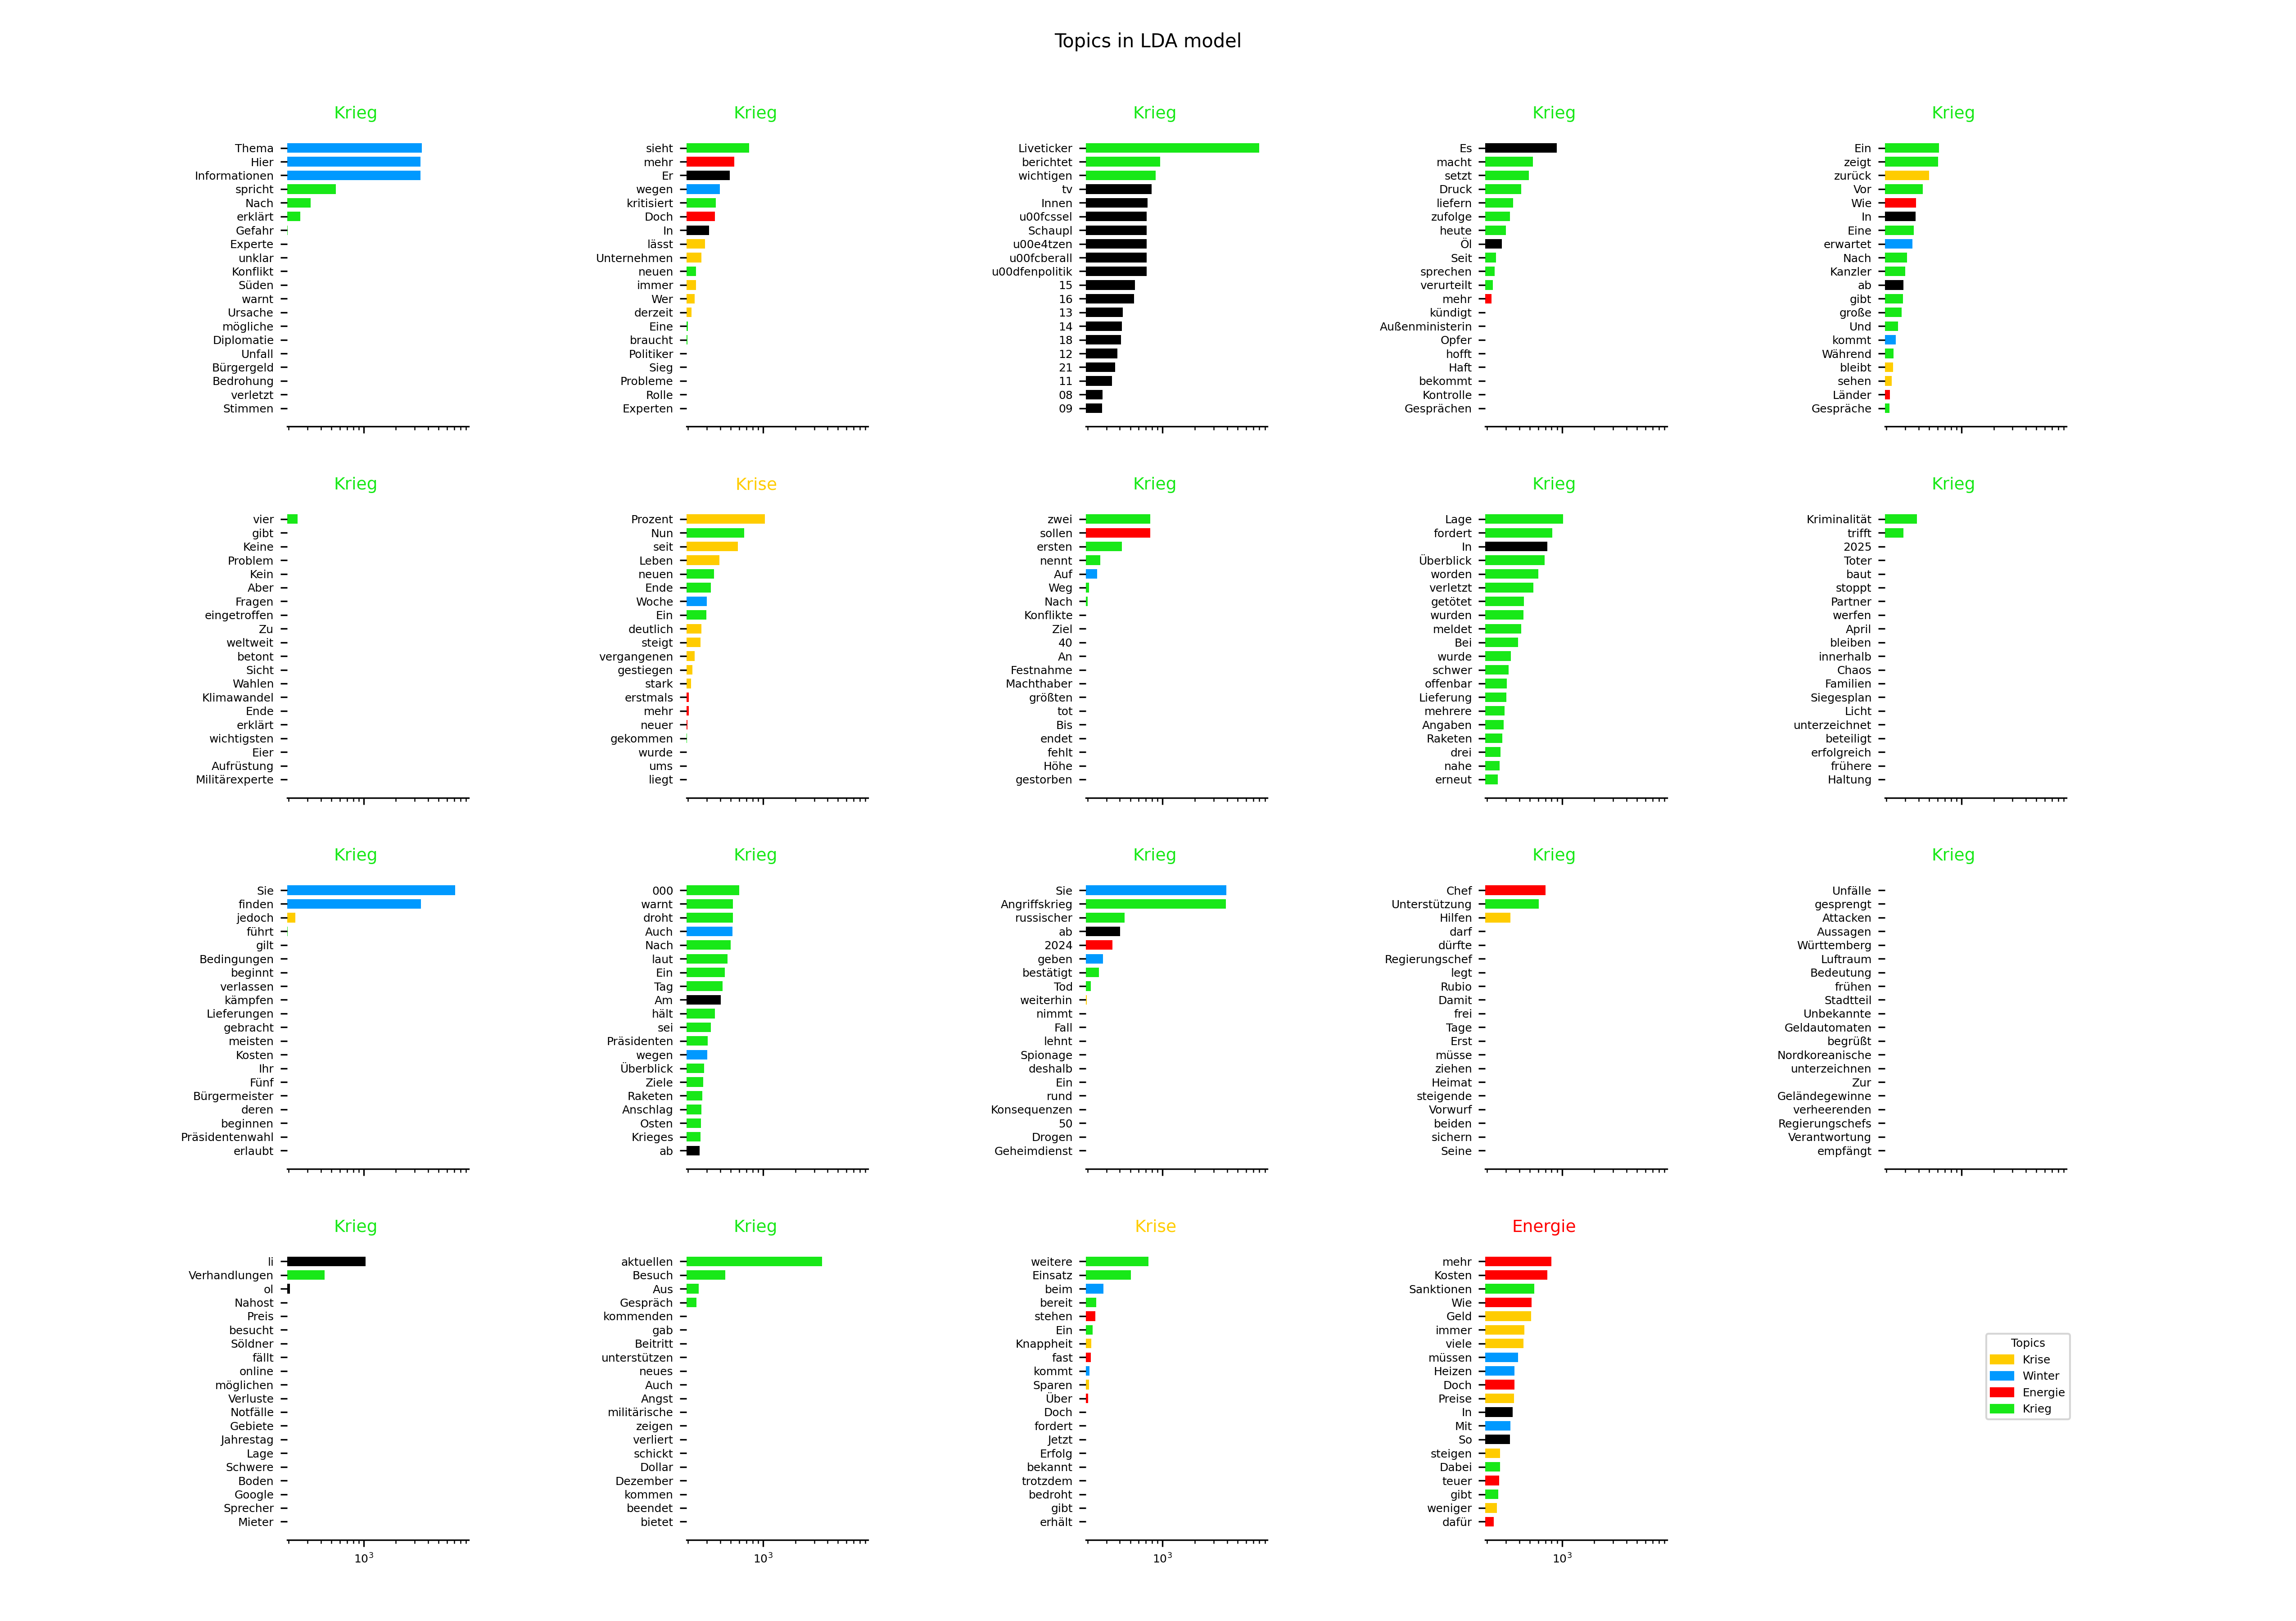 Topics in LDA model
Krieg
Thema
Hier
Informationen
spricht
Nach
erklärt
Gefahr
Experte
unklar
Konflikt
Süden
warnt
Ursache
mögliche
Diplomatie
Unfall
Bürgergeld
Bedrohung
verletzt
Stimmen
Krieg
sieht
mehr
Er
wegen
kritisiert
Doch
In
lässt
Unternehmen
neuen
immer
Wer
derzeit
Eine
braucht
Politiker
Sieg
Probleme
Rolle
Experten
Krieg
Liveticker
berichtet
wichtigen
tv
Innen
u00fcssel
Schaupl
u00e4tzen
u00fcberall
u00dfenpolitik
15
16
13
14
18
12
21
11
08
09
Krieg
Es
macht
setzt
Druck
liefern
zufolge
heute
Öl
Seit
sprechen
verurteilt
mehr
kündigt
Außenministerin
Opfer
hofft
Haft
bekommt
Kontrolle
Gesprächen
Krieg
Ein
zeigt
zurück
Vor
Wie
In
Eine
erwartet
Nach
Kanzler
ab
gibt
große
Und
kommt
Während
bleibt
sehen
Länder
Gespräche
Krieg
vier
gibt
Keine
Problem
Kein
Aber
Fragen
eingetroffen
Zu
weltweit
betont
Sicht
Wahlen
Klimawandel
Ende
erklärt
wichtigsten
Eier
Aufrüstung
Militärexperte
Krise
Prozent
Nun
seit
Leben
neuen
Ende
Woche
Ein
deutlich
steigt
vergangenen
gestiegen
stark
erstmals
mehr
neuer
gekommen
wurde
ums
liegt
Krieg
zwei
sollen
ersten
nennt
Auf
Weg
Nach
Konflikte
Ziel
40
An
Festnahme
Machthaber
größten
tot
Bis
endet
fehlt
Höhe
gestorben
Krieg
Lage
fordert
In
Überblick
worden
verletzt
getötet
wurden
meldet
Bei
wurde
schwer
offenbar
Lieferung
mehrere
Angaben
Raketen
drei
nahe
erneut
Krieg
Kriminalität
trifft
2025
Toter
baut
stoppt
Partner
werfen
April
bleiben
innerhalb
Chaos
Familien
Siegesplan
Licht
unterzeichnet
beteiligt
erfolgreich
frühere
Haltung
Krieg
Sie
finden
jedoch
führt
gilt
Bedingungen
beginnt
verlassen
kämpfen
Lieferungen
gebracht
meisten
Kosten
Ihr
Fünf
Bürgermeister
deren
beginnen
Präsidentenwahl
erlaubt
Krieg
000
warnt
droht
Auch
Nach
laut
Ein
Tag
Am
hält
sei
Präsidenten
wegen
Überblick
Ziele
Raketen
Anschlag
Osten
Krieges
ab
Krieg
Sie
Angriffskrieg
russischer
ab
2024
geben
bestätigt
Tod
weiterhin
nimmt
Fall
lehnt
Spionage
deshalb
Ein
rund
Konsequenzen
50
Drogen
Geheimdienst
Krieg
Chef
Unterstützung
Hilfen
darf
dürfte
Regierungschef
legt
Rubio
Damit
frei
Tage
Erst
müsse
ziehen
Heimat
steigende
Vorwurf
beiden
sichern
Seine
Krieg
Unfälle
gesprengt
Attacken
Aussagen
Württemberg
Luftraum
Bedeutung
frühen
Stadtteil
Unbekannte
Geldautomaten
begrüßt
Nordkoreanische
unterzeichnen
Zur
Geländegewinne
verheerenden
Regierungschefs
Verantwortung
empfängt
Krieg
li
Verhandlungen
ol
Nahost
Preis
besucht
Söldner
fällt
online
möglichen
Verluste
Notfälle
Gebiete
Jahrestag
Lage
Schwere
Boden
Google
Sprecher
Mieter
10³
Krieg
aktuellen
Besuch
Aus
Gespräch
kommenden
gab
Beitritt
unterstützen
neues
Auch
Angst
militärische
zeigen
verliert
schickt
Dollar
Dezember
kommen
beendet
bietet
10³
Krise
weitere
Einsatz
beim
bereit
stehen
Ein
Knappheit
fast
kommt
Sparen
Über
Doch
fordert
Jetzt
Erfolg
bekannt
trotzdem
bedroht
gibt
erhält
10³
Energie
mehr
Kosten
Sanktionen
Wie
Geld
immer
viele
müssen
Heizen
Doch
Preise
In
Mit
So
steigen
Dabei
teuer
gibt
weniger
dafür
10³
Topics
Krise
Winter
Energie
Krieg